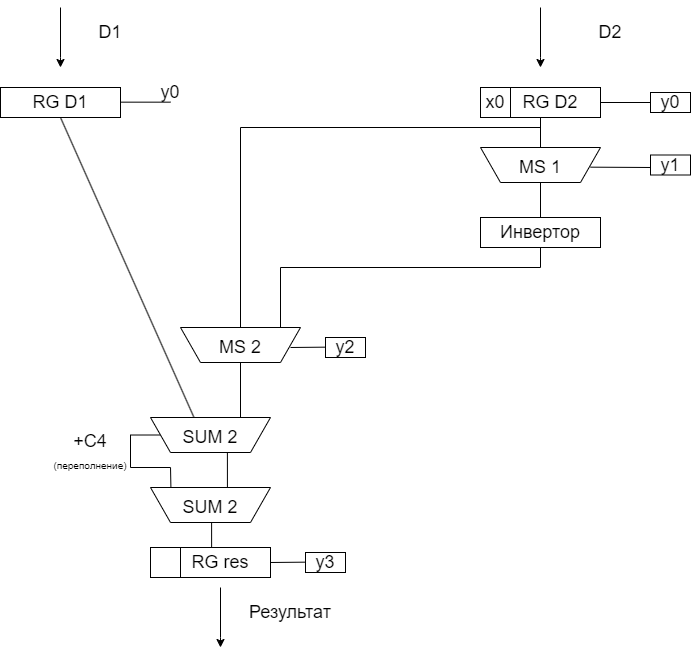 D1
D2
RG D1
y0
x0
RG D2
y0
MS 1
y1
Инвертор
MS 2
y2
SUM 2
+C4
(переполнение)
SUM 2
RG res
y3
Результат